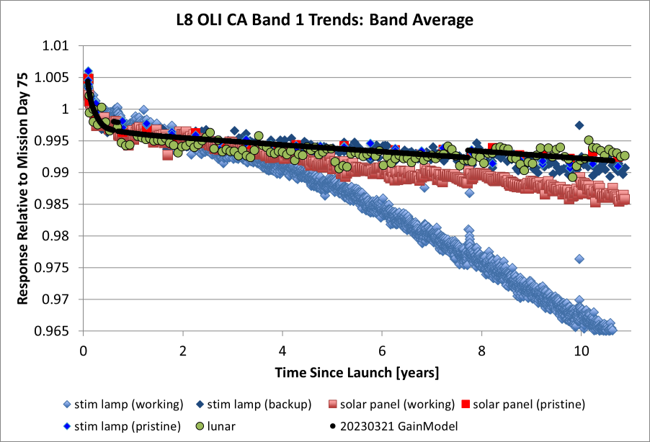 L8 OLI CA Band 1 Trends: Band Average
Response Relative to Mission Day 75
1.01
1.005
1
0.995
0.99
0.985
0.98
0.975
0.97
0.965
0 2 4 6 8 10
Time Since Launch [years]
stim lamp (working) stim lamp (backup) solar panel (working) solar panel (pristine)
stim lamp (pristine) lunar 20230321 GainModel